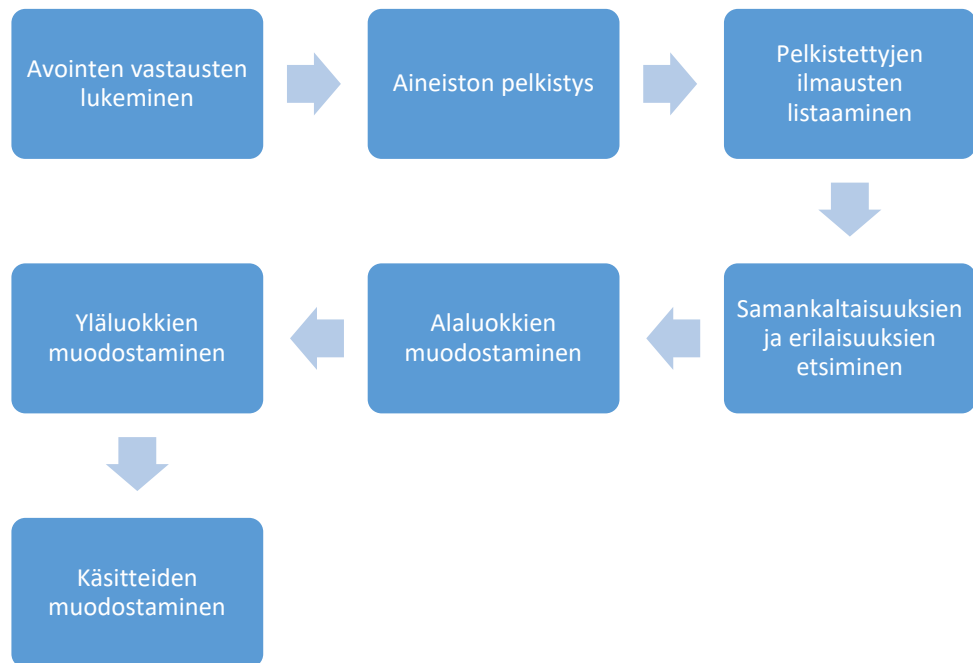 Avointen vastausten
lukeminen
Aineiston pelkistys
Pelkistettyjen
ilmausten
listaaminen
Samankaltaisuuksien
ja erilaisuuksien
etsiminen
Alaluokkien
muodostaminen
Yläluokkien
muodostaminen
Käsitteiden
muodostaminen